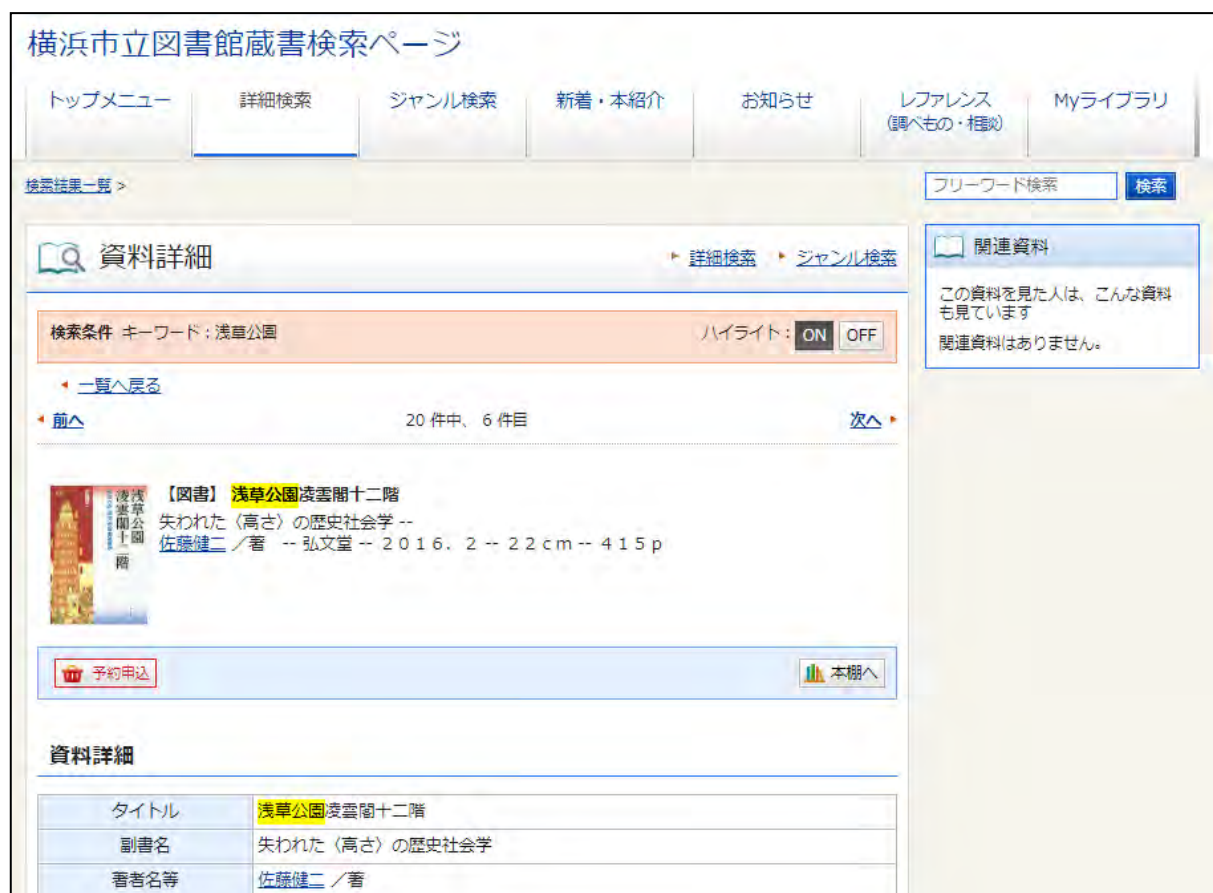 横浜市立図書館蔵書検索ページ
トップメニュー 詳細検索 ジャンル検索 新着・本紹介 お知らせ レファレンス Myライブラリ
(調べもの・相談)
検索結果一覧 >
フリーワード検索 検索
資料詳細 詳細検索 ジャンル検索
関連資料
この資料を見た人は、こんな資料
も見ています
関連資料はありません。
検索条件 キーワード:浅草公園 ハイライト: ON OFF
一覧へ戻る
前へ 20 件中、 6 件目 次へ
浅草公園
凌雲閣十二階
【図書】 浅草公園凌雲閣十二階
失われた〈高さ〉の歴史社会学 --
佐藤健二 /著 -- 弘文堂 -- 2016. 2 -- 22cm -- 415p
予約申込 本棚へ
資料詳細
タイトル 浅草公園凌雲閣十二階
副書名 失われた〈高さ〉の歴史社会学
著者名等 佐藤健二 /著